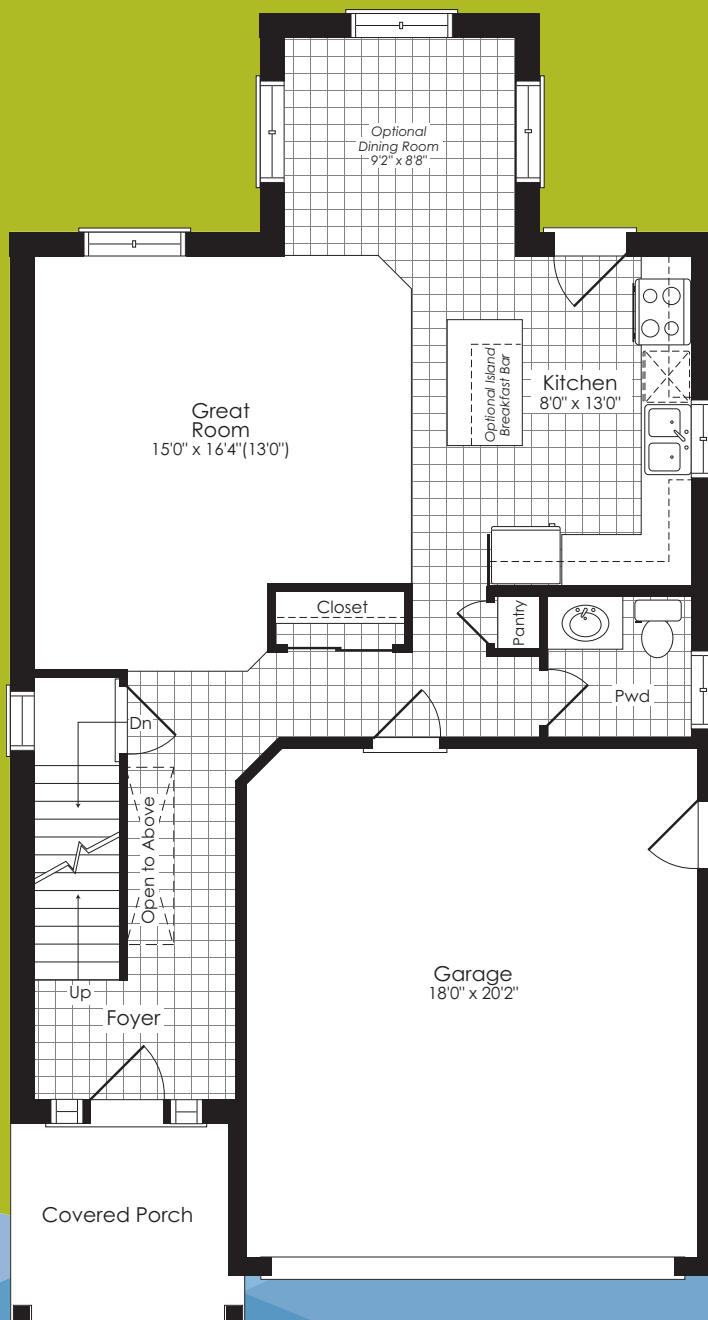 Optional
Dining Room
9'2" x 8'8"
Great
Room
15'0" x 16'4"(13'0")
Optional Island
Breakfast Bar
Kitchen
8'0" x 13'0"
Closet
Pantry
Pwd
Dn
Open to Above
Up
Foyer
Garage
18'0" x 20'2"
Covered Porch